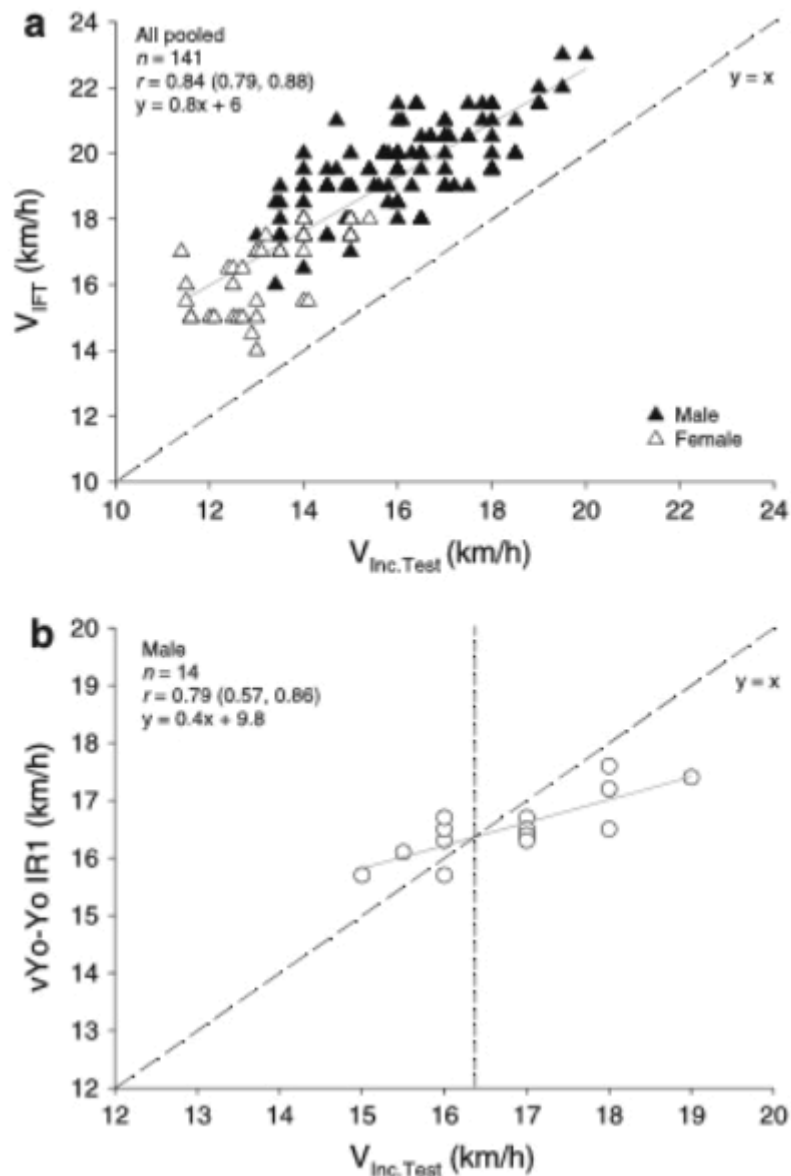 a
24
22
20
18
16
14
12
10
V_IFT (km/h)
All pooled
n = 141
r = 0.84 (0.79, 0.88)
y = 0.8x + 6
y = x
Male
Female
10 12 14 16 18 20 22 24
V_Inc.Test (km/h)
b
20
19
18
17
16
15
14
13
12
vYo-Yo IR1 (km/h)
Male
n = 14
r = 0.79 (0.57, 0.86)
y = 0.4x + 9.8
y = x
12 13 14 15 16 17 18 19 20
V_Inc.Test (km/h)